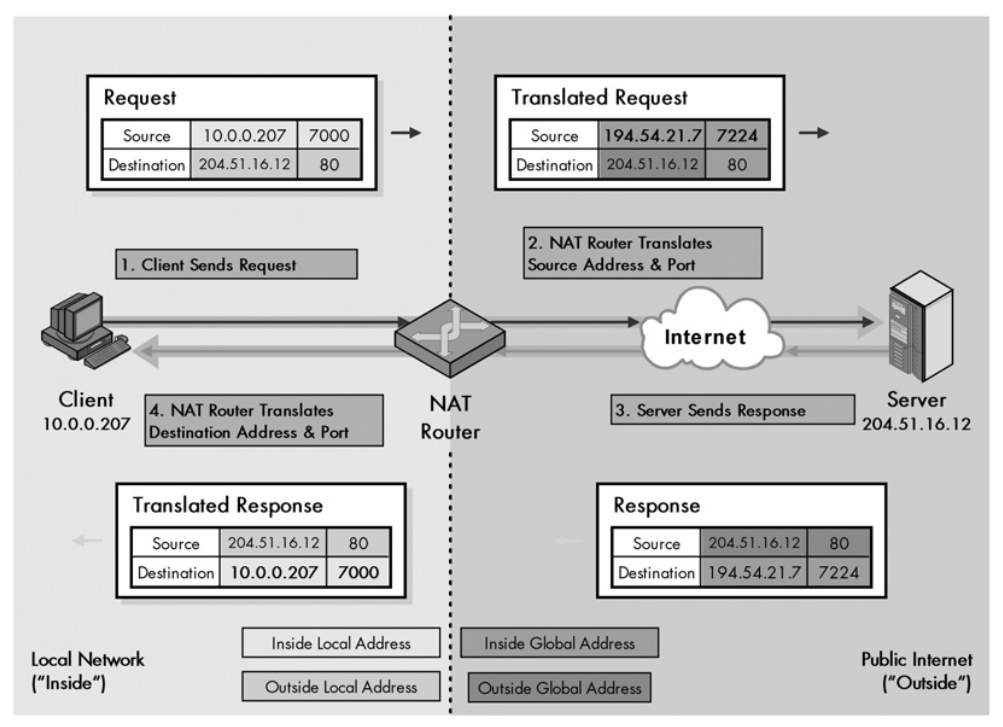 Request
Source 10.0.0.207 7000
Destination 204.51.16.12 80
Translated Request
Source 194.54.21.7 7224
Destination 204.51.16.12 80
1. Client Sends Request
2. NAT Router Translates
Source Address & Port
Internet
Client
10.0.0.207
4. NAT Router Translates
Destination Address & Port
NAT
Router
3. Server Sends Response
Server
204.51.16.12
Translated Response
Source 204.51.16.12 80
Destination 10.0.0.207 7000
Response
Source 204.51.16.12 80
Destination 194.54.21.7 7224
Local Network
("Inside")
Inside Local Address
Outside Local Address
Inside Global Address
Outside Global Address
Public Internet
("Outside")